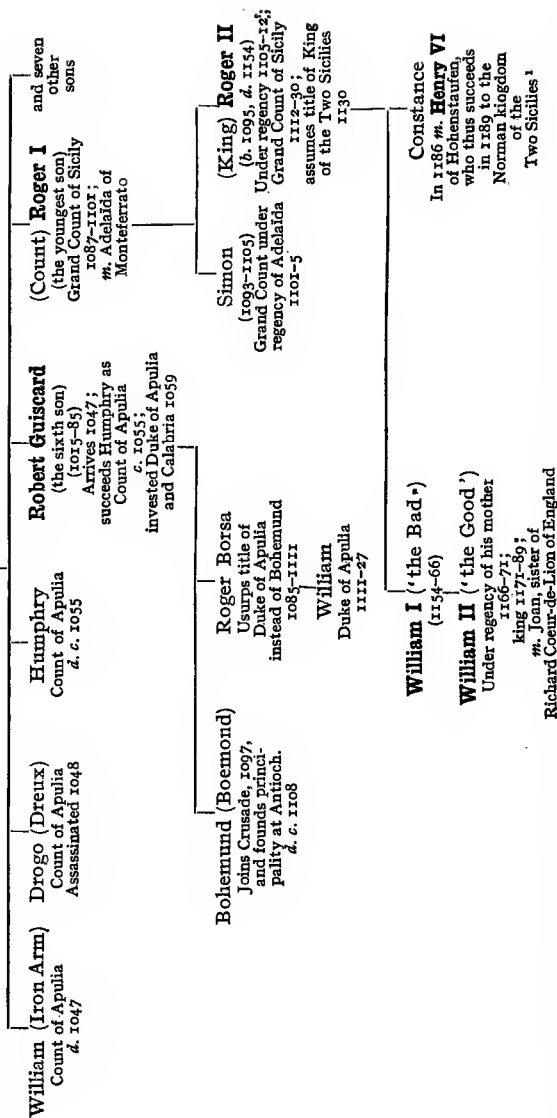 William (Iron Arm)
Count of Apulia
d. 1047
Drogo (Dreux)
Count of Apulia
Assassinated 1048
Humphry
Count of Apulia
d. c. 1055
Robert Guiscard
(the sixth son)
(1015–85)
Arrives 1047;
succeeds Humphry as
Count of Apulia
c. 1055;
invested Duke of Apulia
and Calabria 1059
(Count) Roger I
(the youngest son)
Grand Count of Sicily
1087–1101;
m. Adelaïda of
Monteferrato
and seven
other
sons
Bohemund (Boemond)
Joins Crusade, 1097,
and founds princi-
pality at Antioch.
d. c. 1108
Roger Borsa
Usurps title of
Duke of Apulia
instead of Bohemund
1085–1111
William
Duke of Apulia
1111–27
Simon
(1093–1105)
Grand Count under
regency of Adelaïda
1101–5
(King) Roger II
(b. 1095, d. 1154)
Under regency 1105–12;
Grand Count of Sicily
1112–30;
assumes title of King
of the Two Sicilies
1130
William I (‘the Bad’)
(1154–66)
William II (‘the Good’)
Under regency of his mother
1166–71;
king 1171–89;
m. Joan, sister of
Richard Coeur-de-Lion of England
Constance
In 1186 m. Henry VI
of Hohenstaufen,
who thus succeeds
in 1189 to the
Norman kigdom
of the
Two Sicilies 1